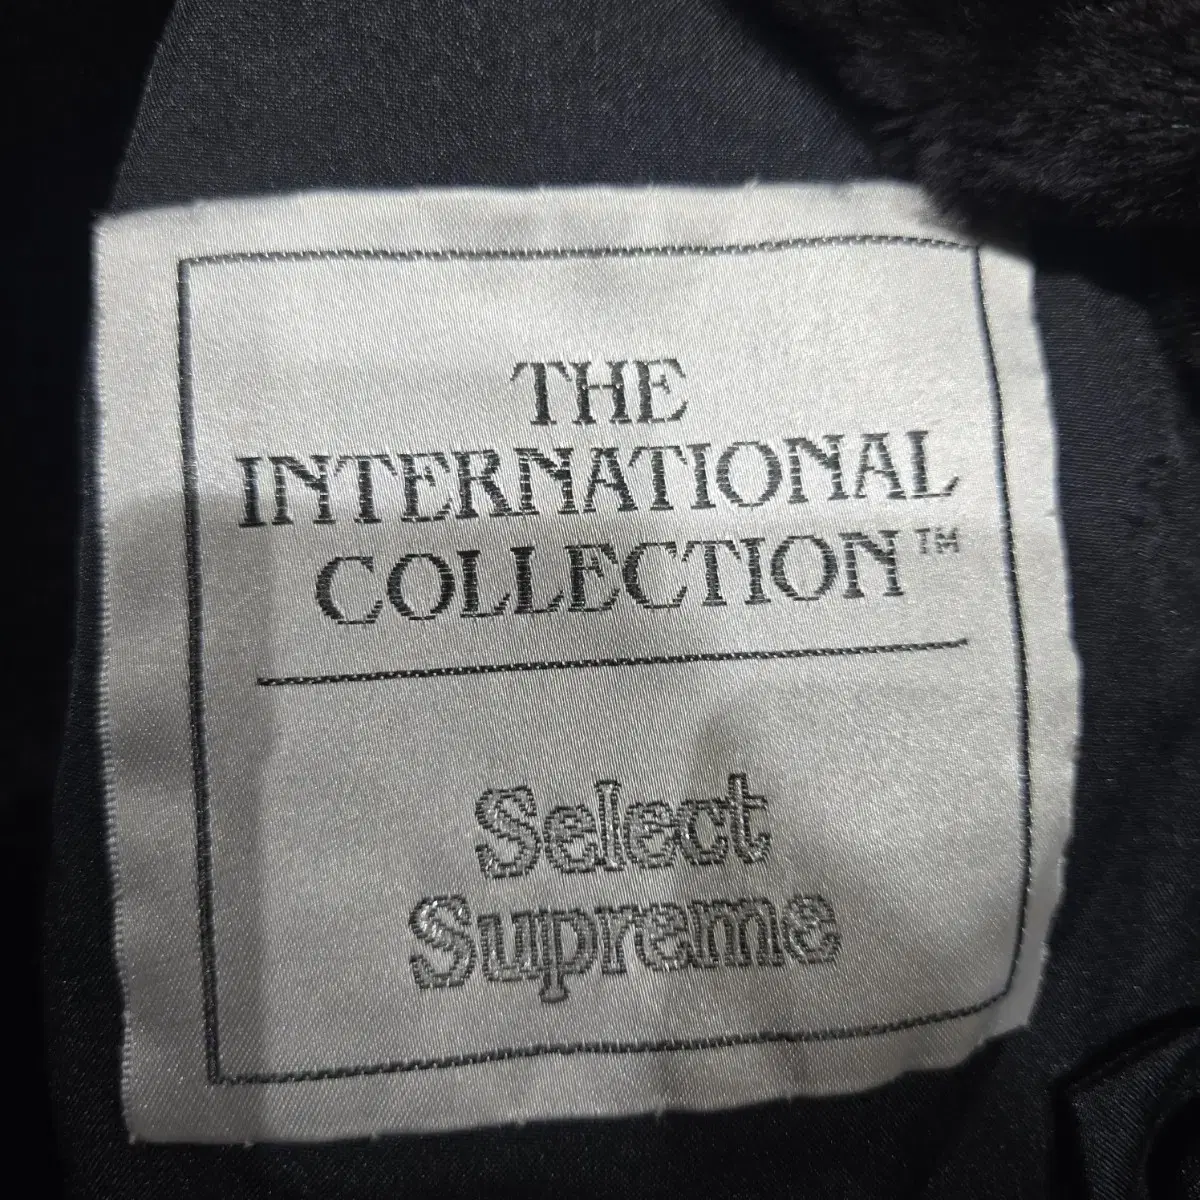 THE
INTERNATIONAL
COLLECTION™
Select
Supreme